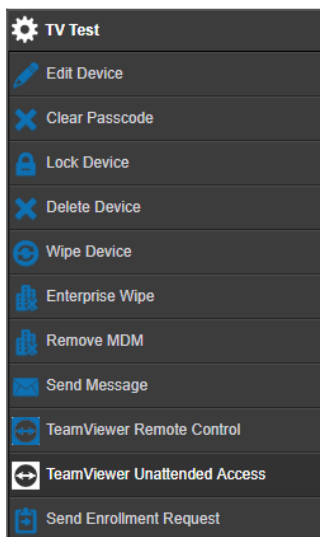 TV Test
Edit Device
Clear Passcode
Lock Device
Delete Device
Wipe Device
Enterprise Wipe
Remove MDM
Send Message
TeamViewer Remote Control
TeamViewer Unattended Access
Send Enrollment Request